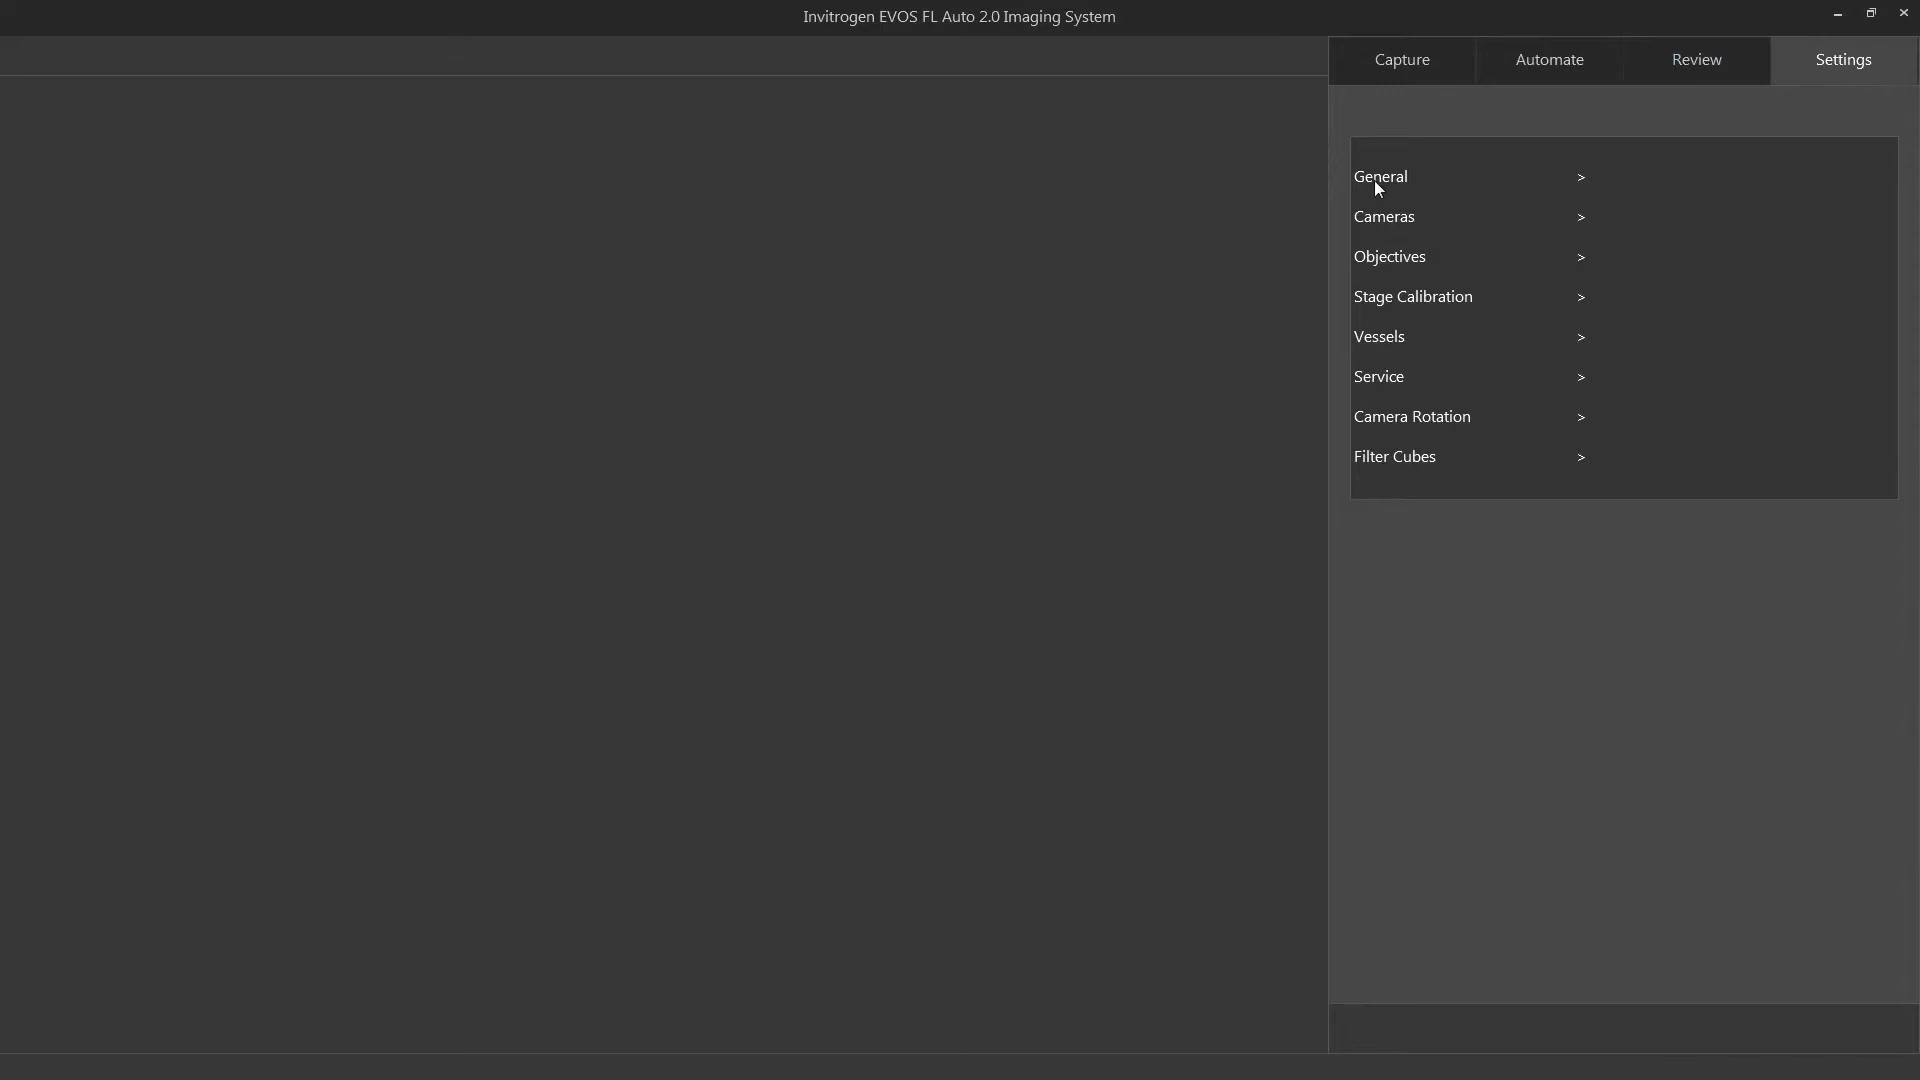 Invitrogen EVOS FL Auto 2.0 Imaging System
Capture Automate Review Settings
General >
Cameras >
Objectives >
Stage Calibration >
Vessels >
Service >
Camera Rotation >
Filter Cubes >